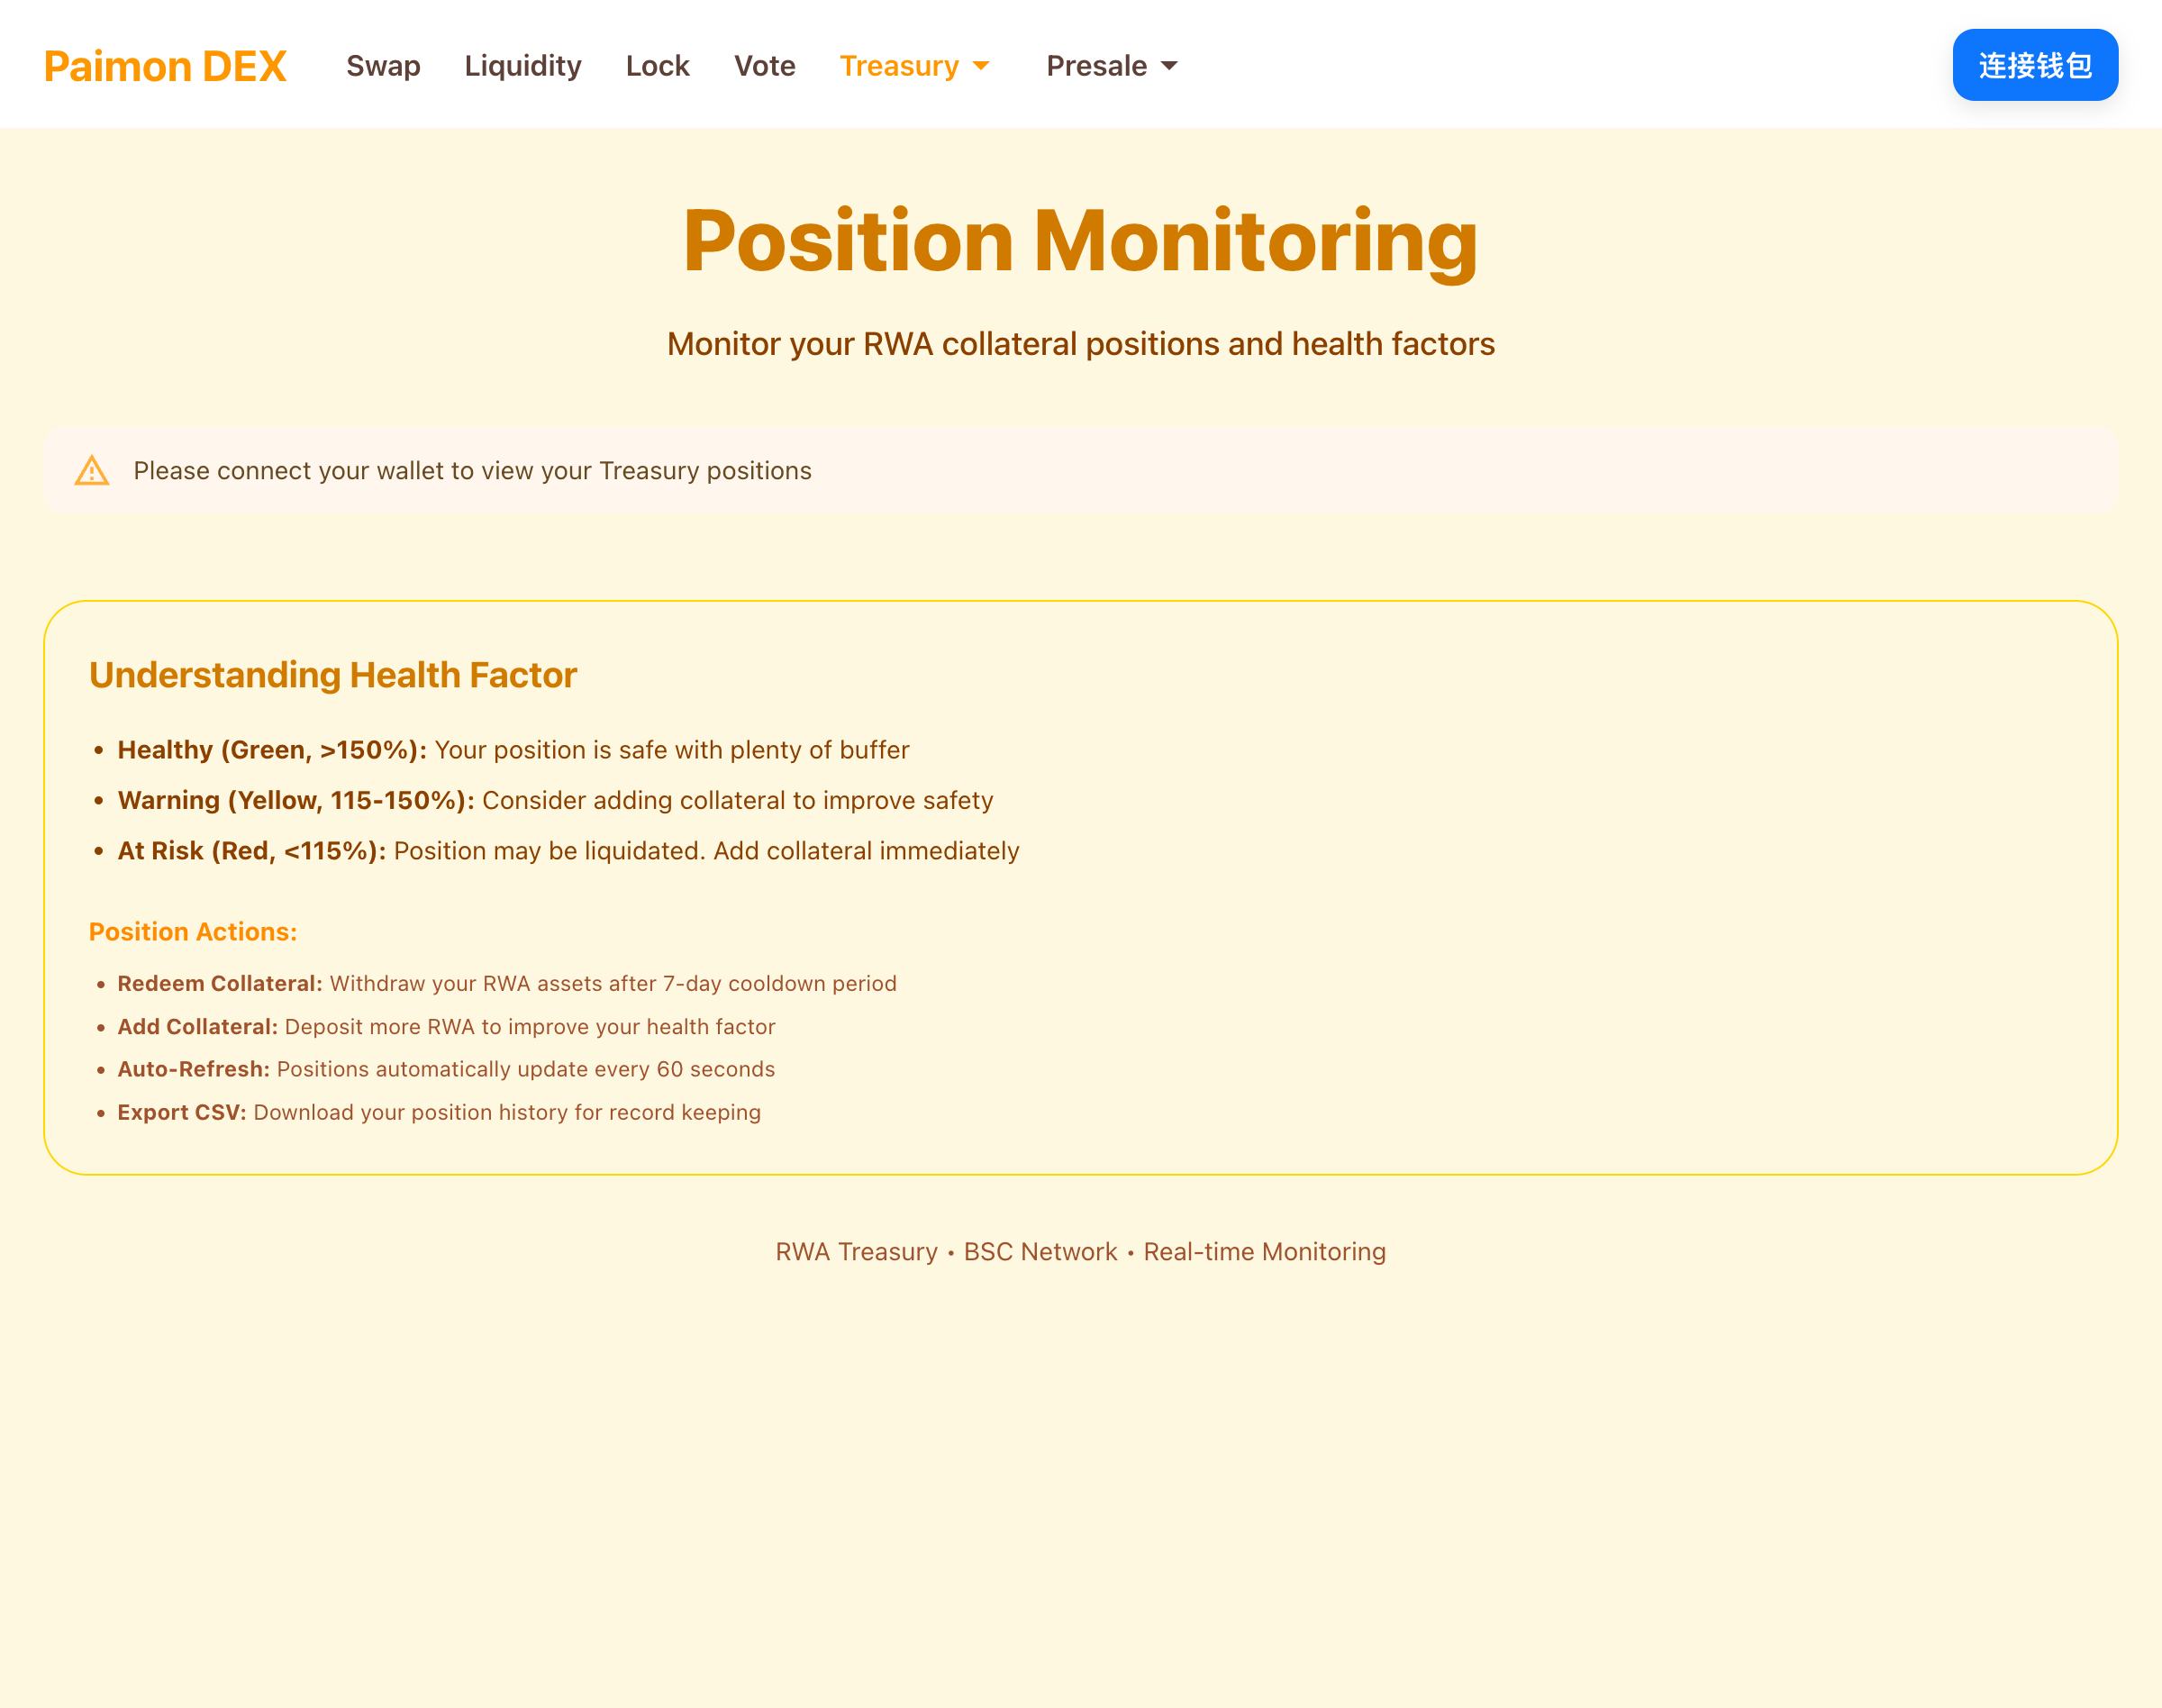 Paimon DEX
Swap
Liquidity
Lock
Vote
Treasury
Presale
连接钱包
Position Monitoring
Monitor your RWA collateral positions and health factors
Please connect your wallet to view your Treasury positions
Understanding Health Factor
• Healthy (Green, >150%): Your position is safe with plenty of buffer
• Warning (Yellow, 115-150%): Consider adding collateral to improve safety
• At Risk (Red, <115%): Position may be liquidated. Add collateral immediately
Position Actions:
• Redeem Collateral: Withdraw your RWA assets after 7-day cooldown period
• Add Collateral: Deposit more RWA to improve your health factor
• Auto-Refresh: Positions automatically update every 60 seconds
• Export CSV: Download your position history for record keeping
RWA Treasury • BSC Network • Real-time Monitoring